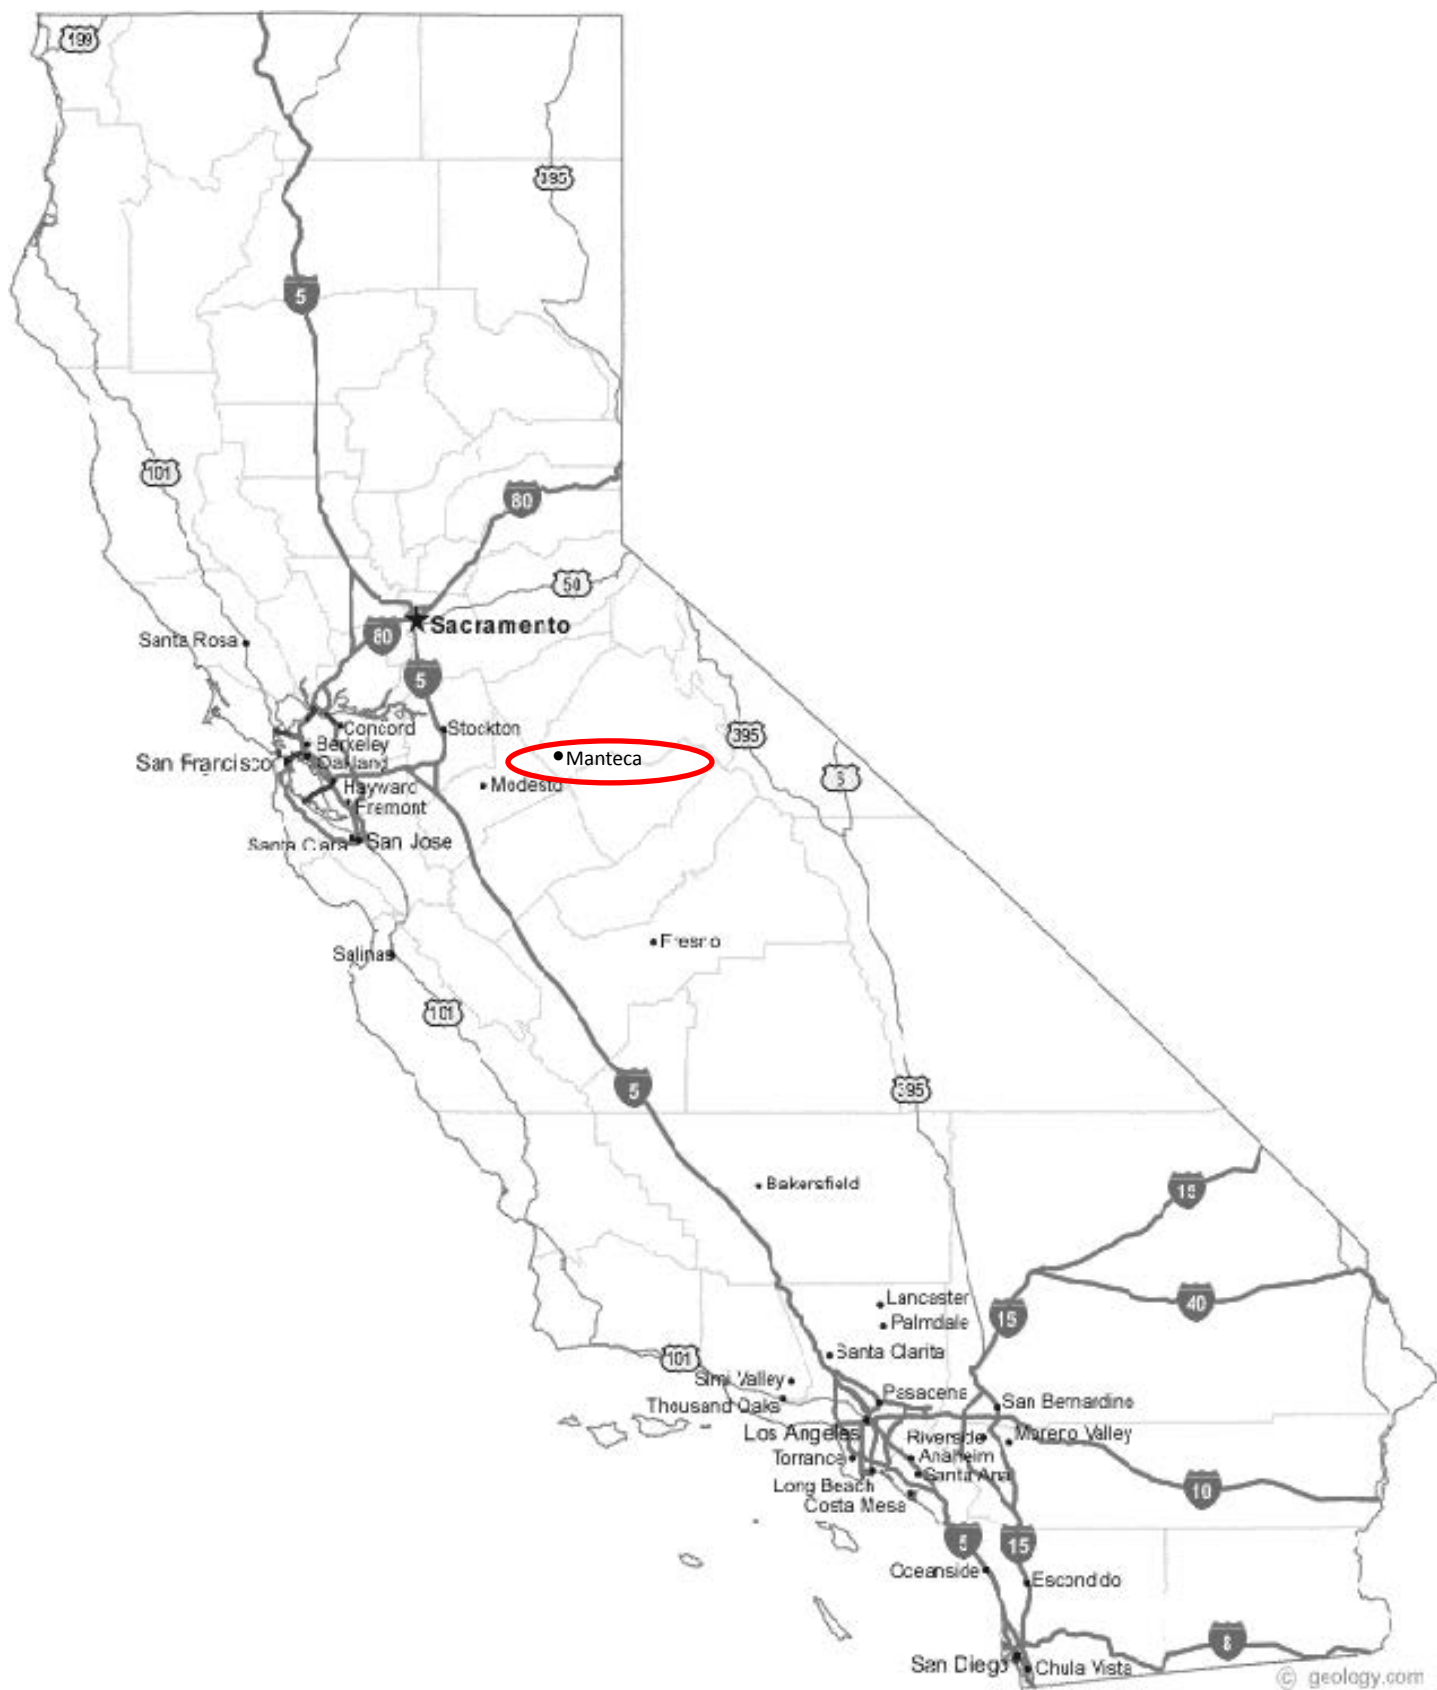 199
395
5
101
80
50
Sacramento
80
Santa Rosa
5
Concord
Stockton
Berkeley
395
San Francisco
Oakland
Manteca
6
Hayward
Modesto
Fremont
Santa Clara
San Jose
Fresno
Salinas
101
5
395
Bakersfield
15
Lancaster
40
Palmdale
15
Santa Clarita
101
Simi Valley
Pasacena
Thousand Oaks
San Bernardino
Los Angeles
Riverside
Moreno Valley
Torrance
Anaheim
Santa Ana
Long Beach
10
Costa Mesa
5
15
Oceanside
Escondido
8
San Diego
Chula Vista
© geology.com